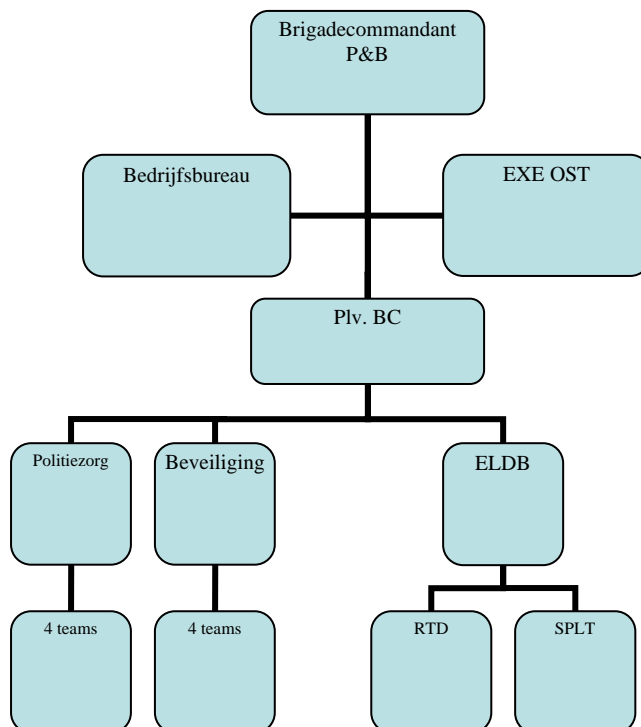 Brigadecommandant
P&B
Bedrijfsbureau
EXE OST
Plv. BC
Politiezorg
Beveiliging
ELDB
4 teams
4 teams
RTD
SPLT